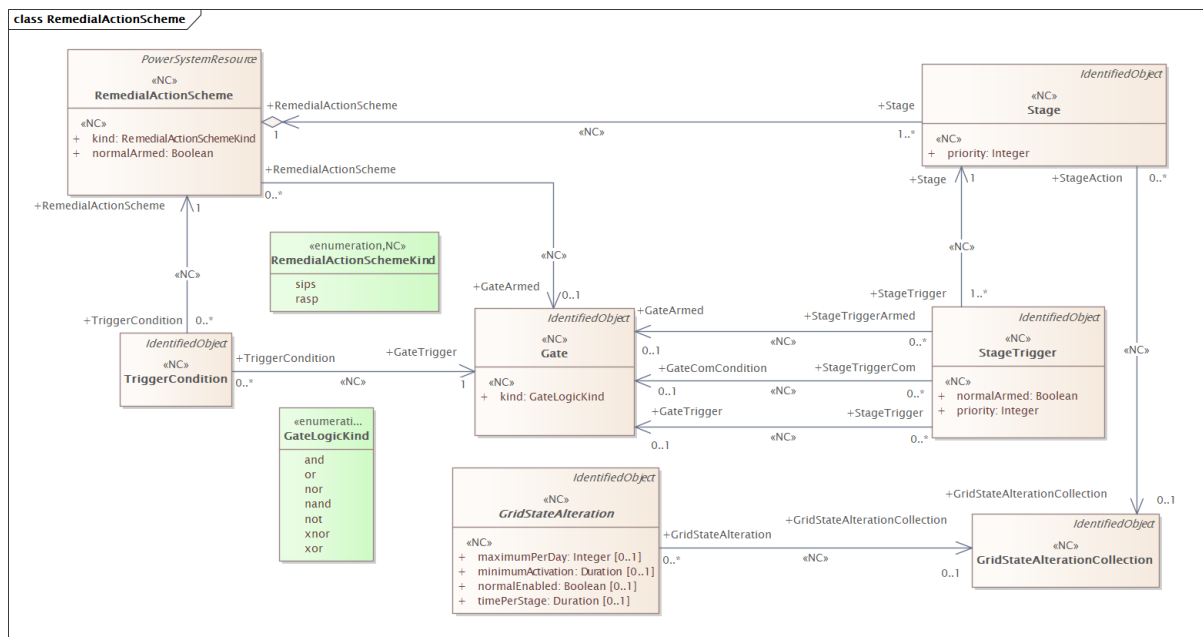 class RemedialActionScheme
PowerSystemResource
«NC»
RemedialActionScheme
«NC»
+ kind: RemedialActionSchemeKind
+ normalArmed: Boolean
+RemedialActionScheme
1
«NC»
+Stage
1..*
IdentifiedObject
«NC»
Stage
«NC»
+ priority: Integer
+RemedialActionScheme
0..*
«NC»
+GateArmed
0..1
+RemedialActionScheme
1
«NC»
0..*
+TriggerCondition
«enumeration,NC»
RemedialActionSchemeKind
sips
rasp
+Stage
1
«NC»
+StageTrigger
1..*
+StageAction
0..*
«NC»
+GridStateAlterationCollection
0..1
IdentifiedObject
«NC»
TriggerCondition
+TriggerCondition
0..*
«NC»
+GateTrigger
1
IdentifiedObject
«NC»
Gate
«NC»
+ kind: GateLogicKind
+GateArmed
0..1
«NC»
+StageTriggerArmed
0..*
+GateComCondition
0..1
«NC»
+StageTriggerCom
0..*
+GateTrigger
0..1
«NC»
+StageTrigger
0..*
IdentifiedObject
«NC»
StageTrigger
«NC»
+ normalArmed: Boolean
+ priority: Integer
«enumerati...
GateLogicKind
and
or
nor
nand
not
xnor
xor
IdentifiedObject
«NC»
GridStateAlteration
«NC»
+ maximumPerDay: Integer [0..1]
+ minimumActivation: Duration [0..1]
+ normalEnabled: Boolean [0..1]
+ timePerStage: Duration [0..1]
+GridStateAlteration
0..*
«NC»
+GridStateAlterationCollection
0..1
IdentifiedObject
«NC»
GridStateAlterationCollection